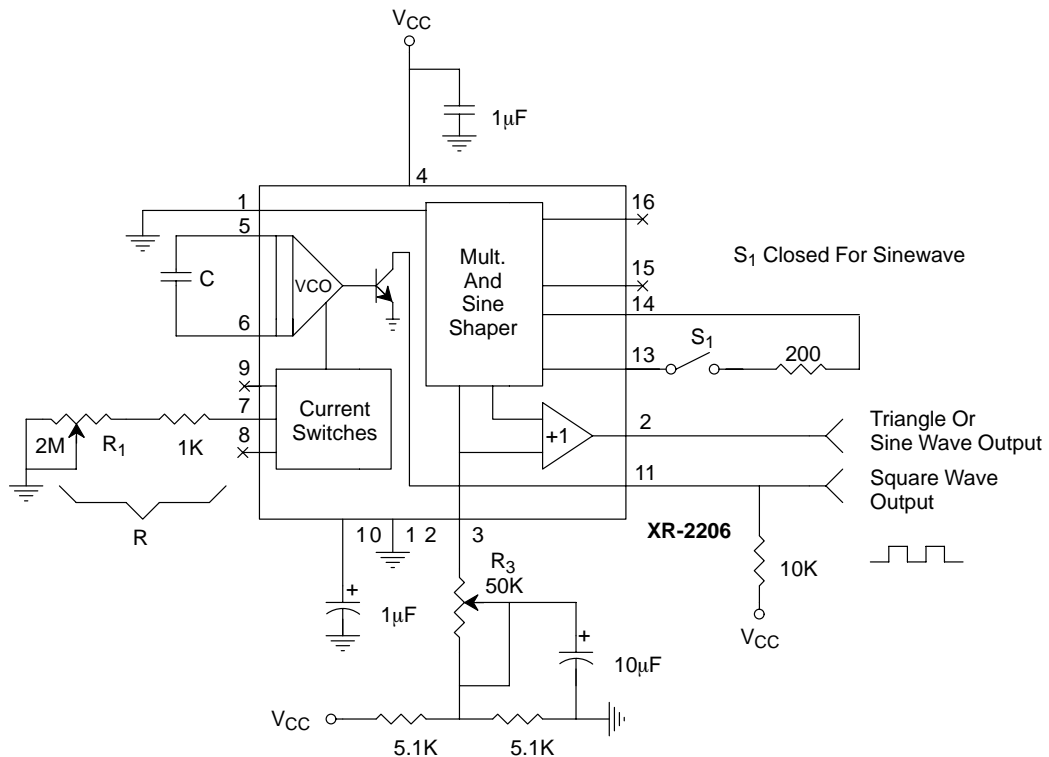 VCC
1μF
4
1
16
5
15
S1 Closed For Sinewave
VCO
Mult.
And
Sine
Shaper
C
14
6
13
S1
200
9
7
8
Current
Switches
2M
R1
1K
+1
2
Triangle Or
Sine Wave Output
11
Square Wave
Output
R
10
1 2
3
XR-2206
R3
50K
10K
+
1μF
VCC
+
10μF
VCC
5.1K
5.1K